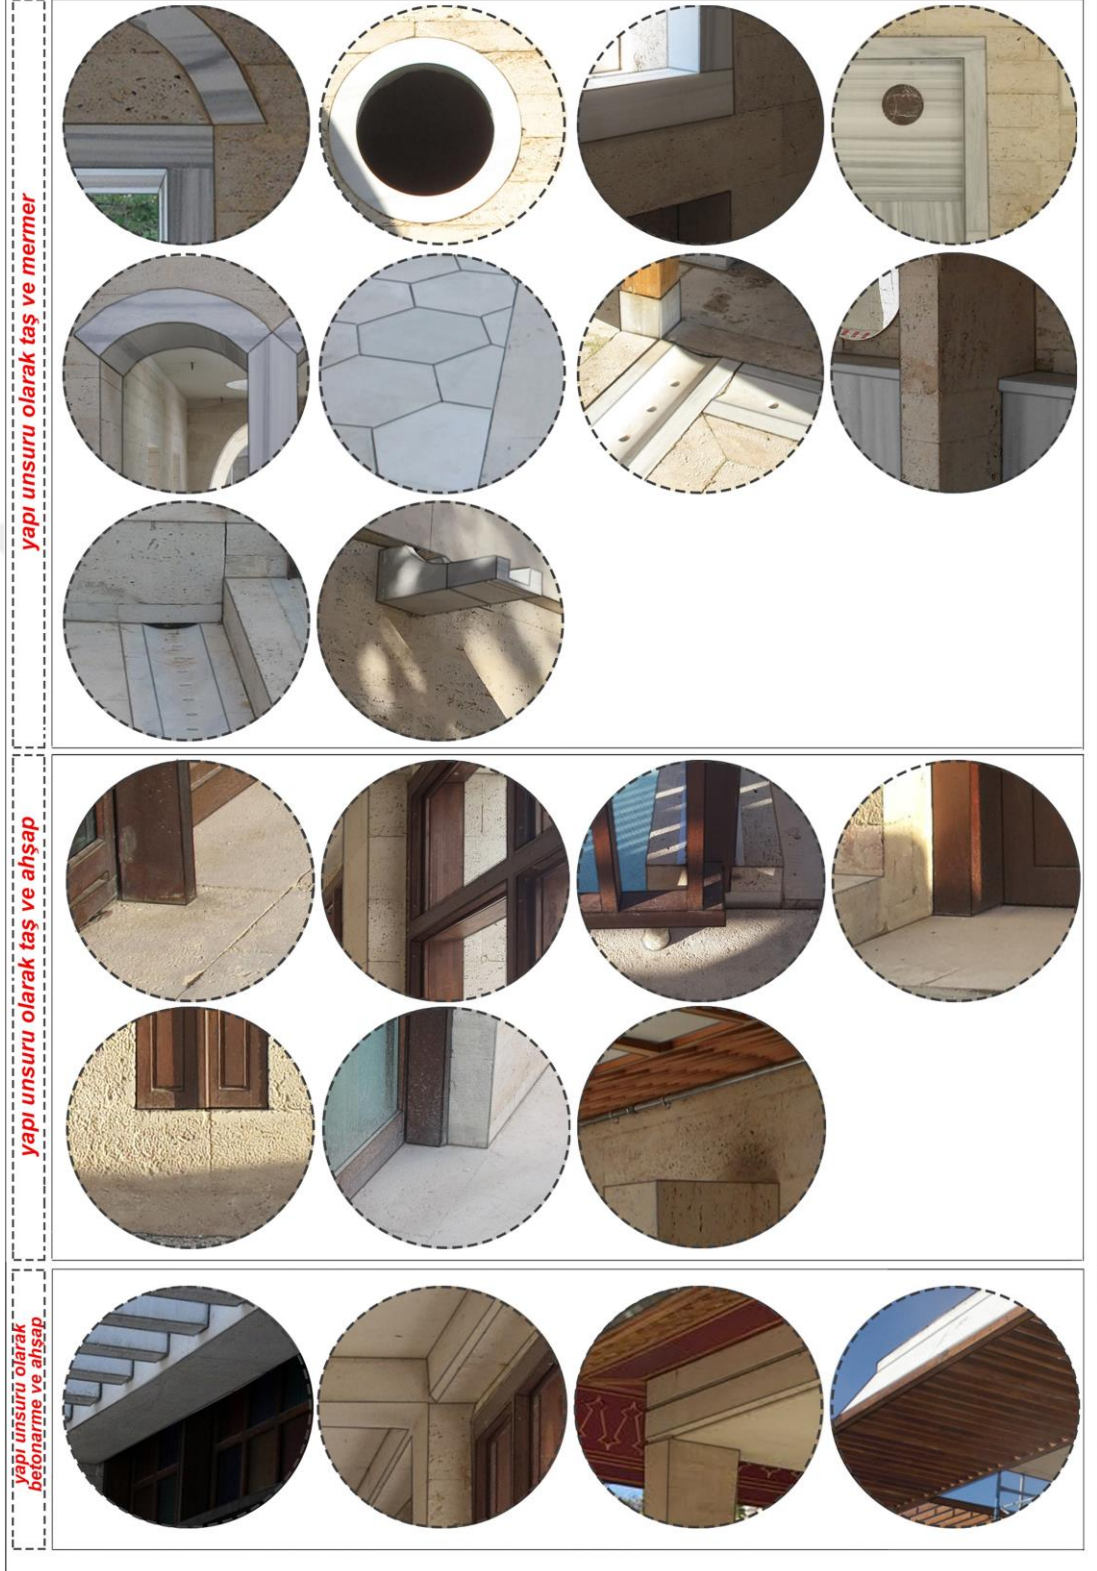 yapı unsuru olarak taş ve mermer
yapı unsuru olarak taş ve ahşap
yapı unsuru olarak
betonarme ve ahşap